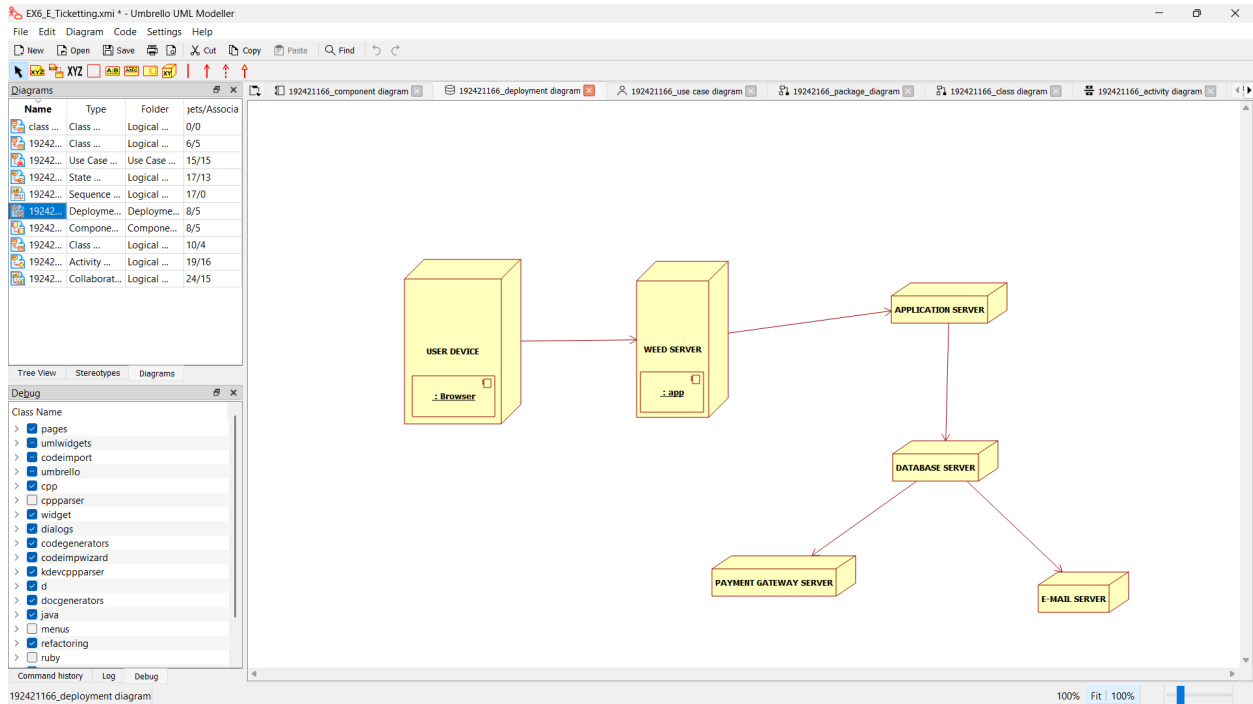 EX6_E_Ticketting.xmi * - Umbrello UML Modeller
File Edit Diagram Code Settings Help
New Open Save Cut Copy Paste Find
XYZ
Diagrams
192421166_component diagram 192421166_deployment diagram 192421166_use case diagram 19242166_package_diagram 192421166_class diagram 192421166_activity diagram
Name Type Folder jets/Associa
class ... Class ... Logical ... 0/0
19242... Class ... Logical ... 6/5
19242... Use Case ... Use Case ... 15/15
19242... State ... Logical ... 17/13
19242... Sequence ... Logical ... 17/0
19242... Deployme... Deployme... 8/5
19242... Compone... Compone... 8/5
19242... Class ... Logical ... 10/4
19242... Activity ... Logical ... 19/16
19242... Collaborat... Logical ... 24/15
Tree View Stereotypes Diagrams
Debug
Class Name
pages
umlwidgets
codeimport
umbrello
cpp
cppparser
widget
dialogs
codegenerators
codeimpwizard
kdevcppparser
d
docgenerators
java
menus
refactoring
ruby
Command history Log Debug
USER DEVICE
: Browser
WEED SERVER
: app
APPLICATION SERVER
DATABASE SERVER
PAYMENT GATEWAY SERVER
E-MAIL SERVER
192421166_deployment diagram
100% Fit 100%